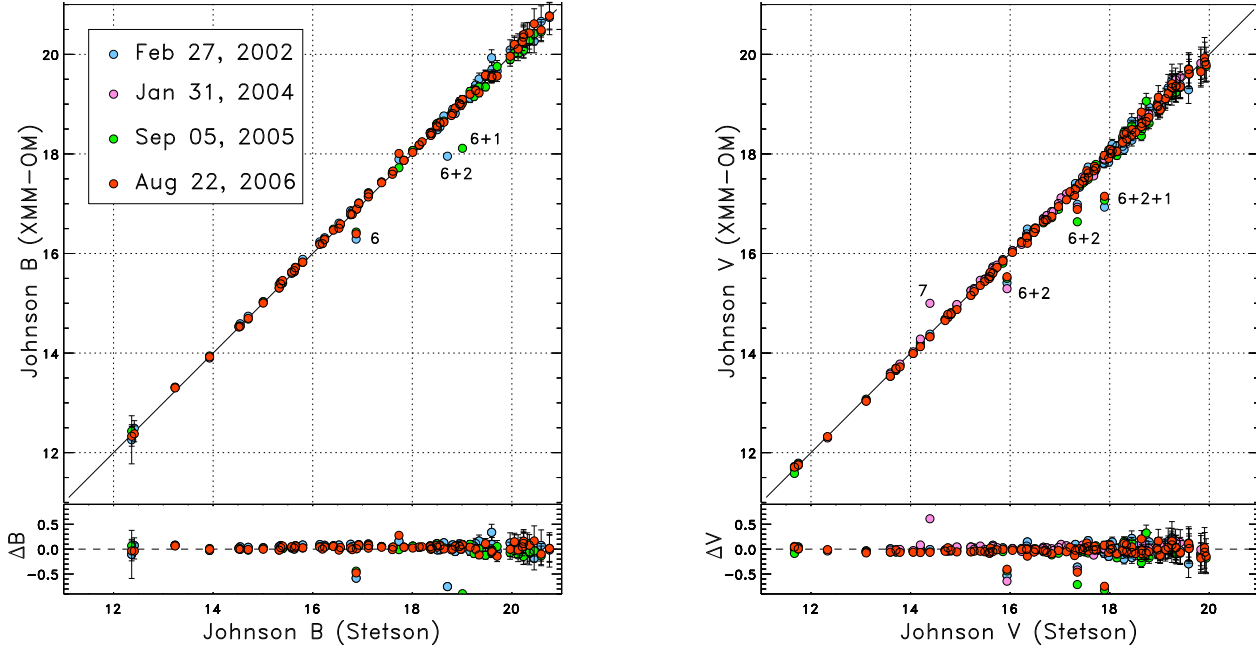 Feb 27, 2002
Jan 31, 2004
Sep 05, 2005
Aug 22, 2006
Johnson B (XMM-OM)
20
18
16
14
12
6+1
6+2
6
ΔB
0.5
0.0
-0.5
12 14 16 18 20
Johnson B (Stetson)
Johnson V (XMM-OM)
20
18
16
14
12
6+2+1
6+2
6+2
7
ΔV
0.5
0.0
-0.5
12 14 16 18 20
Johnson V (Stetson)